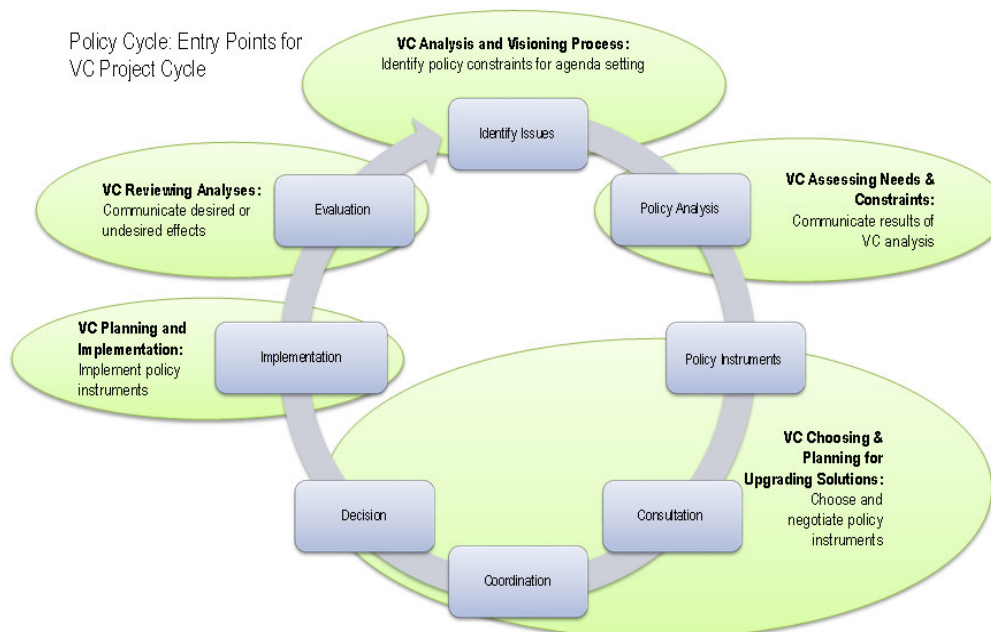 Policy Cycle: Entry Points for
VC Project Cycle
VC Analysis and Visioning Process:
Identify policy constraints for agenda setting
Identify Issues
VC Reviewing Analyses:
Communicate desired or
undesired effects
Evaluation
Policy Analysis
VC Assessing Needs &
Constraints:
Communicate results of
VC analysis
VC Planning and
Implementation:
Implement policy
instruments
Implementation
Policy Instruments
VC Choosing &
Planning for
Upgrading Solutions:
Choose and
negotiate policy
instruments
Decision
Consultation
Coordination